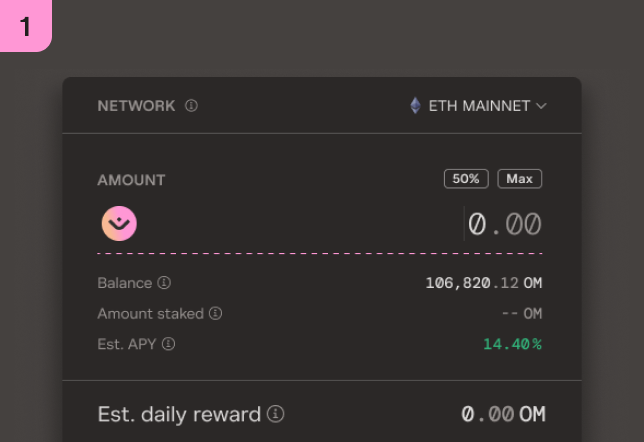 1
NETWORK ETH MAINNET
AMOUNT 50% Max
0.00
Balance 106,820.12 OM
Amount staked -- OM
Est. APY 14.40%
Est. daily reward 0.00 OM